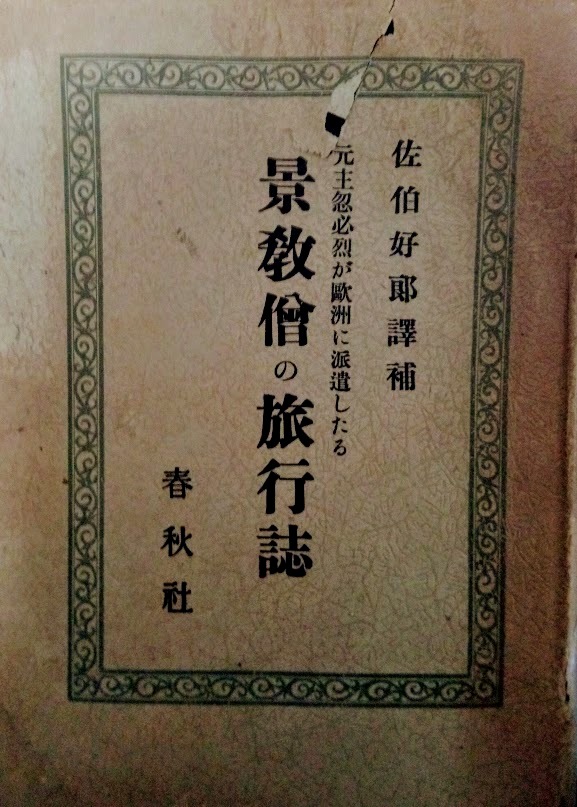 佐伯好郎譯補
元主忽必烈が歐洲に派遣したる
景教僧の旅行誌
春秋社